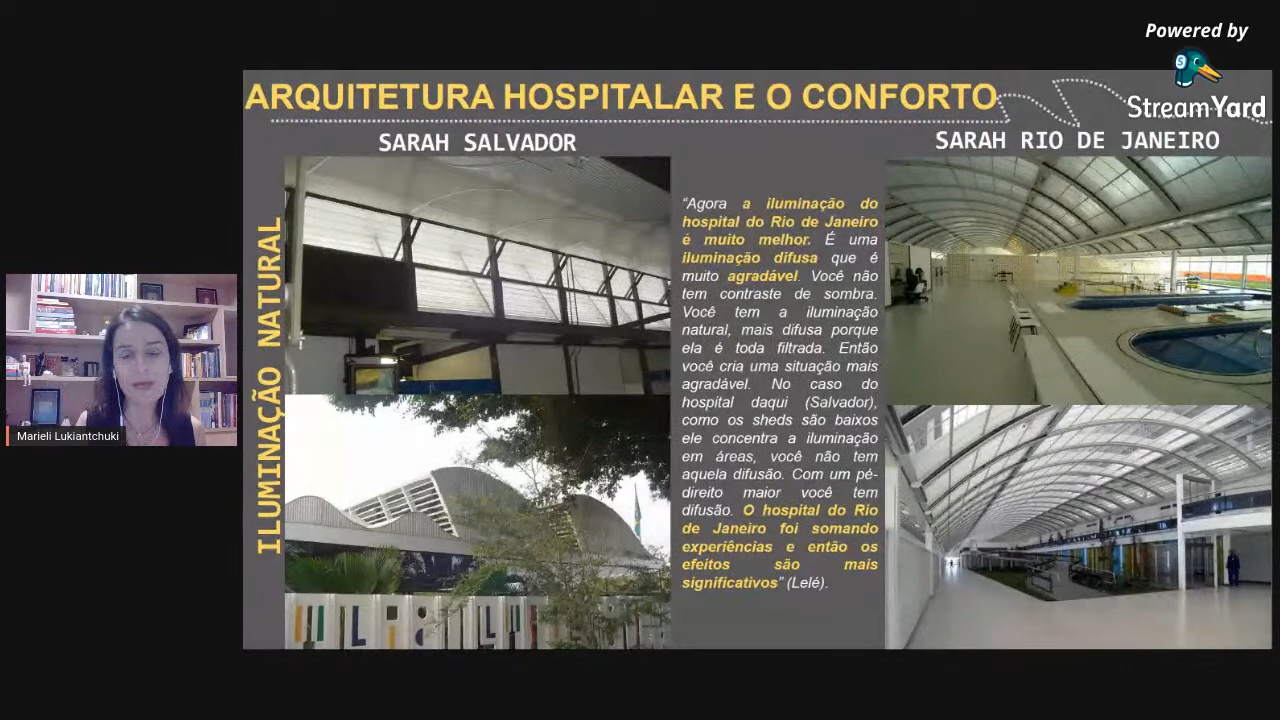 Powered by
StreamYard
ARQUITETURA HOSPITALAR E O CONFORTO
SARAH SALVADOR
SARAH RIO DE JANEIRO
ILUMINAÇÃO NATURAL
“Agora a iluminação do
hospital do Rio de Janeiro
é muito melhor. É uma
iluminação difusa que é
muito agradável. Você não
tem contraste de sombra.
Você tem a iluminação
natural, mais difusa porque
ela é toda filtrada. Então
você cria uma situação mais
agradável. No caso do
hospital daqui (Salvador),
como os sheds são baixos
ele concentra a iluminação
em áreas, você não tem
aquela difusão. Com um pé-
direito maior você tem
difusão. O hospital do Rio
de Janeiro foi somando
experiências e então os
efeitos são mais
significativos” (Lelé).
Marieli Lukiantchuki